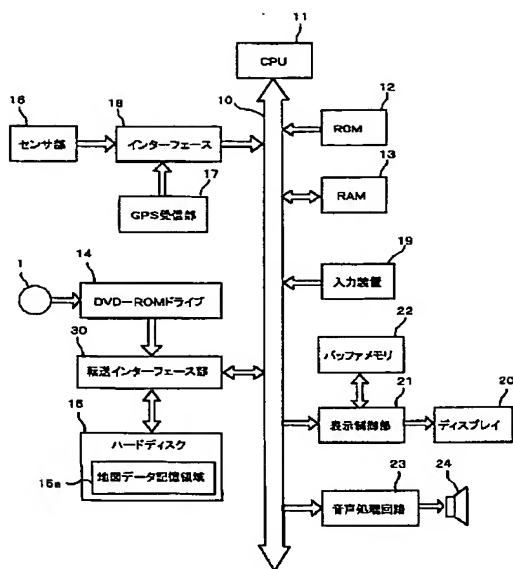 11
CPU
16
センサ部
18
インターフェース
10
12
ROM
17
GPS受信部
13
RAM
1
14
DVD-ROMドライブ
19
入力装置
22
バッファメモリ
30
転送インターフェース部
21
表示制御部
20
ディスプレイ
15
ハードディスク
15a
地図データ記憶領域
23
音声処理回路
24